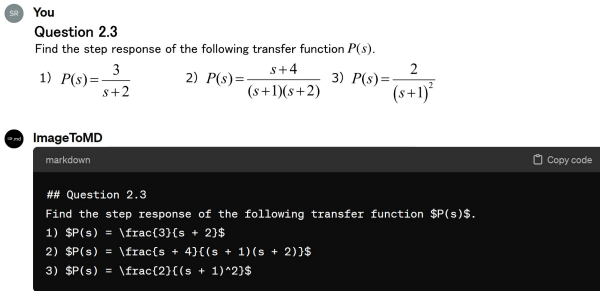 SR You
Question 2.3
Find the step response of the following transfer function P(s).
1) P(s)=3/(s+2) 2) P(s)=(s+4)/((s+1)(s+2)) 3) P(s)=2/(s+1)²
ImageToMD
markdown Copy code
## Question 2.3
Find the step response of the following transfer function $P(s)$.
1) $P(s) = \frac{3}{s + 2}$
2) $P(s) = \frac{s + 4}{(s + 1)(s + 2)}$
3) $P(s) = \frac{2}{(s + 1)^2}$